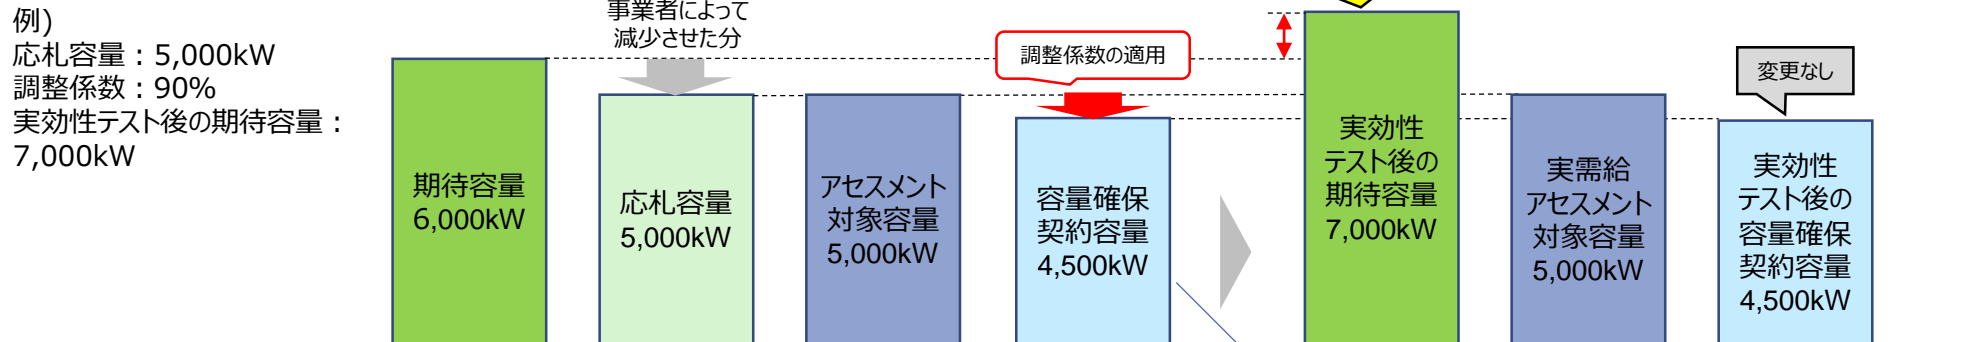 例)
応札容量：5,000kW
調整係数：90%
実効性テスト後の期待容量：
7,000kW
事業者によって
減少させた分
調整係数の適用
変更なし
期待容量
6,000kW
応札容量
5,000kW
アセスメント
対象容量
5,000kW
容量確保
契約容量
4,500kW
実効性
テスト後の
期待容量
7,000kW
実需給
アセスメント
対象容量
5,000kW
実効性
テスト後の
容量確保
契約容量
4,500kW